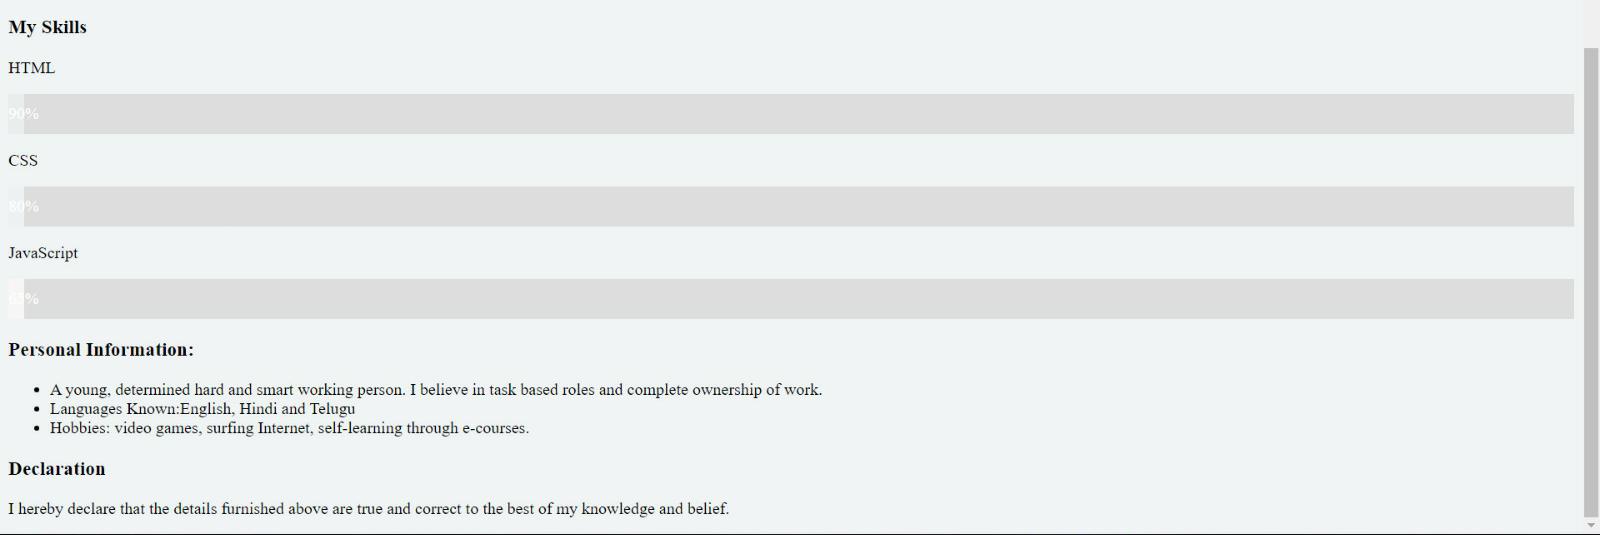 My Skills
HTML
90%
CSS
80%
JavaScript
65%
Personal Information:
A young, determined hard and smart working person. I believe in task based roles and complete ownership of work.
Languages Known:English, Hindi and Telugu
Hobbies: video games, surfing Internet, self-learning through e-courses.
Declaration
I hereby declare that the details furnished above are true and correct to the best of my knowledge and belief.